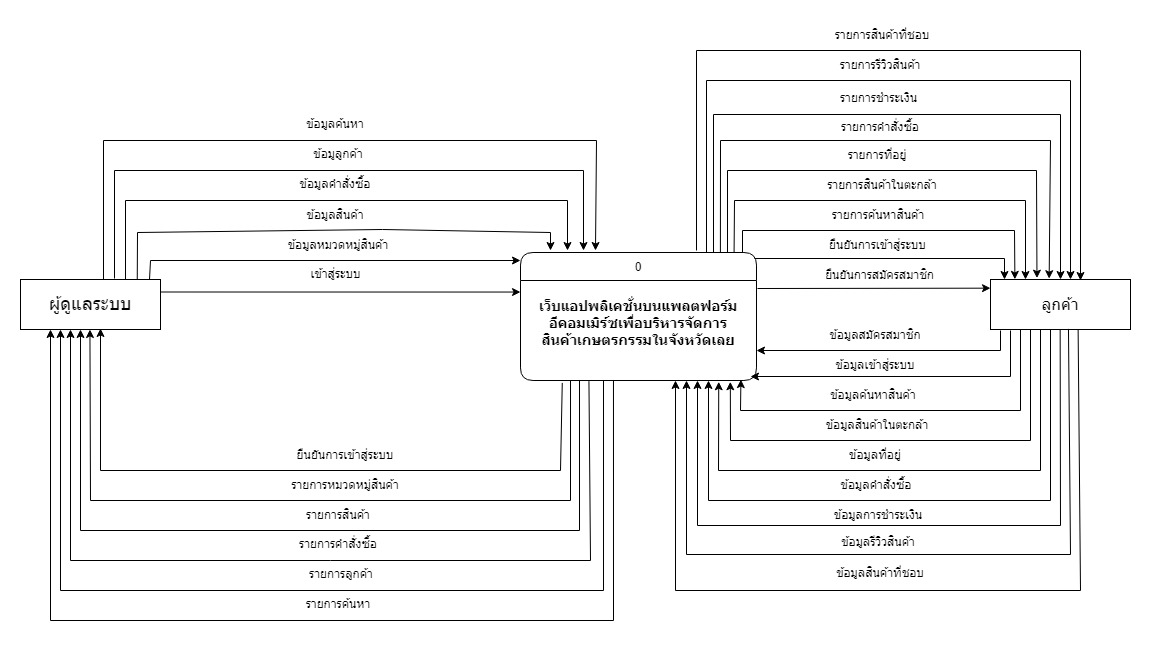 รายการสินค้าที่ชอบ
รายการรีวิวสินค้า
รายการชำระเงิน
รายการคำสั่งซื้อ
รายการที่อยู่
รายการสินค้าในตะกล้า
รายการค้นหาสินค้า
ยืนยันการเข้าสู่ระบบ
ยืนยันการสมัครสมาชิก
ข้อมูลค้นหา
ข้อมูลูกค้า
ข้อมูลคำสั่งซื้อ
ข้อมูลสินค้า
ข้อมูลหมวดหมู่สินค้า
เข้าสู่ระบบ
ผู้ดูแลระบบ
0
เว็บแอปพลิเคชั่นบนแพลตฟอร์ม
อีคอมเมิร์ซเพื่อบริหารจัดการ
สินค้าเกษตรกรรมในจังหวัดเลย
ลูกค้า
ข้อมูลสมัครสมาชิก
ข้อมูลเข้าสู่ระบบ
ข้อมูลค้นหาสินค้า
ข้อมูลสินค้าในตะกล้า
ข้อมูลที่อยู่
ข้อมูลคำสั่งซื้อ
ข้อมูลการชำระเงิน
ข้อมูลรีวิวสินค้า
ข้อมูลสินค้าที่ชอบ
ยืนยันการเข้าสู่ระบบ
รายการหมวดหมู่สินค้า
รายการสินค้า
รายการคำสั่งซื้อ
รายการลูกค้า
รายการค้นหา